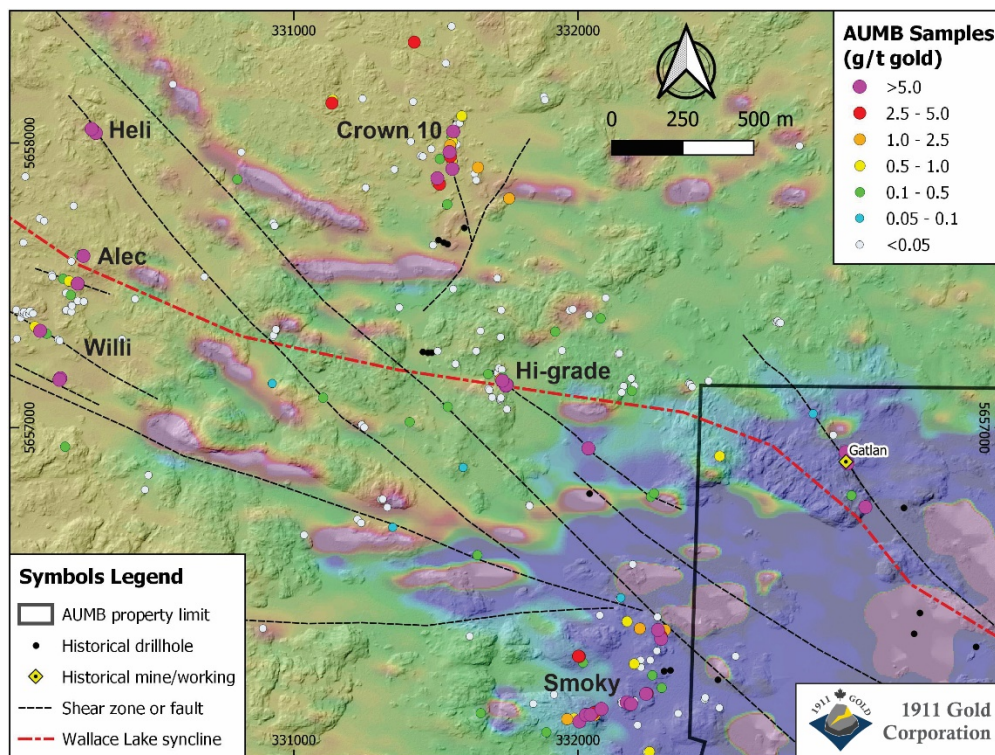 331000
332000
AUMB Samples
(g/t gold)
>5.0
2.5 - 5.0
1.0 - 2.5
0.5 - 1.0
0.1 - 0.5
0.05 - 0.1
<0.05
0 250 500 m
5658000
Heli
Crown 10
Alec
Willi
Hi-grade
5657000
5657000
Gatlan
Smoky
Symbols Legend
AUMB property limit
Historical drillhole
Historical mine/working
Shear zone or fault
Wallace Lake syncline
331000
332000
1911 GOLD
1911 Gold
Corporation